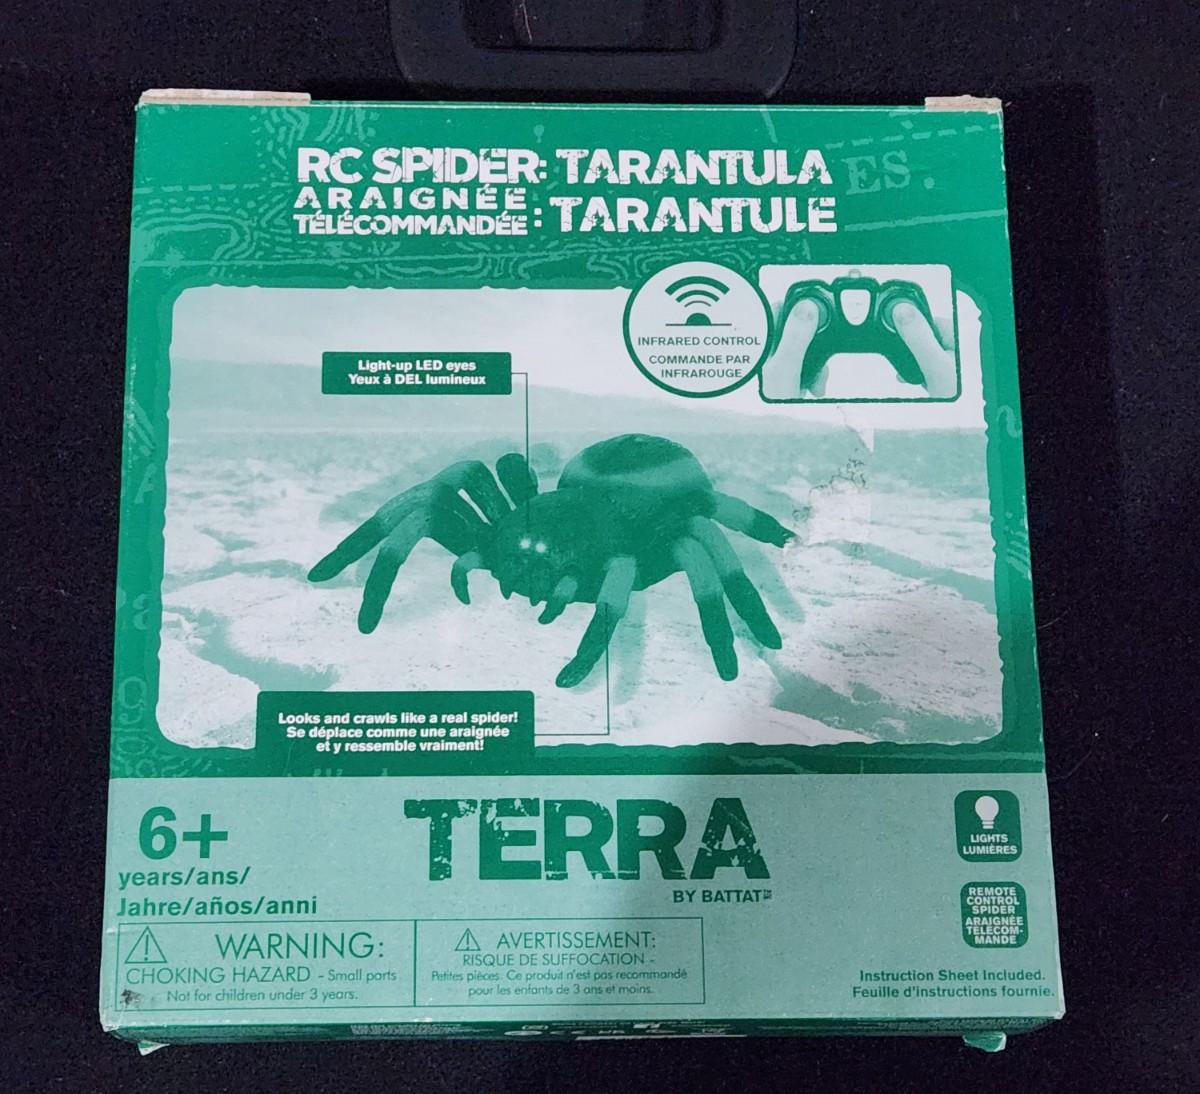 RC SPIDER: TARANTULA
ARAIGNÉE
TÉLÉCOMMANDÉE : TARANTULE
ES.
INFRARED CONTROL
COMMANDE PAR
INFRAROUGE
Light-up LED eyes
Yeux à DEL lumineux
Looks and crawls like a real spider!
Se déplace comme une araignée
et y ressemble vraiment!
6+
years/ans/
Jahre/años/anni
TERRA
BY BATTAT
LIGHTS
LUMIÈRES
REMOTE
CONTROL
SPIDER
ARAIGNÉE
TÉLÉCOM-
MANDE
WARNING:
CHOKING HAZARD - Small parts
Not for children under 3 years.
AVERTISSEMENT:
RISQUE DE SUFFOCATION -
Petites pièces. Ce produit n'est pas recommandé
pour les enfants de 3 ans et moins.
Instruction Sheet Included.
Feuille d'instructions fournie.